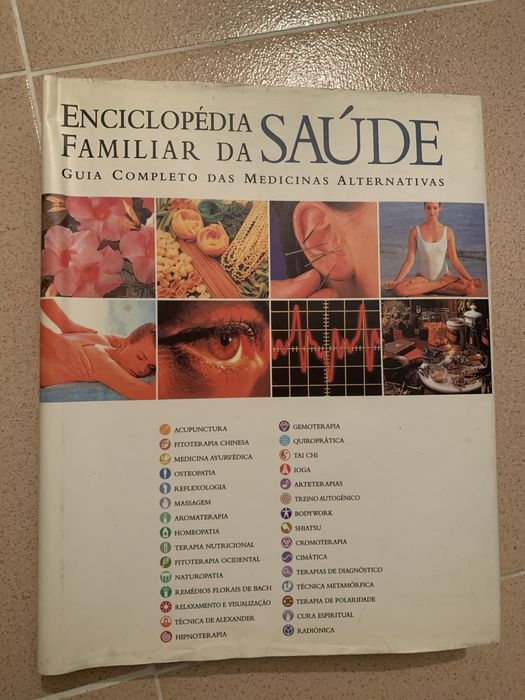 ENCICLOPÉDIA
FAMILIAR DA SAÚDE
GUIA COMPLETO DAS MEDICINAS ALTERNATIVAS
ACUPUNCTURA
FITOTERAPIA CHINESA
MEDICINA AYURVÉDICA
OSTEOPATIA
REFLEXOLOGIA
MASSAGEM
AROMATERAPIA
HOMEOPATIA
TERAPIA NUTRICIONAL
FITOTERAPIA OCIDENTAL
NATUROPATIA
REMÉDIOS FLORAIS DE BACH
RELAXAMENTO E VISUALIZAÇÃO
TÉCNICA DE ALEXANDER
HIPNOTERAPIA
GEMOTERAPIA
QUIROPRÁTICA
TAI CHI
IOGA
ARTETERAPIAS
TREINO AUTOGÉNICO
BODYWORK
SHIATSU
CROMOTERAPIA
CIMÁTICA
TERAPIAS DE DIAGNÓSTICO
TÉCNICA METAMÓRFICA
TERAPIA DE POLARIDADE
CURA ESPIRITUAL
RADIÓNICA